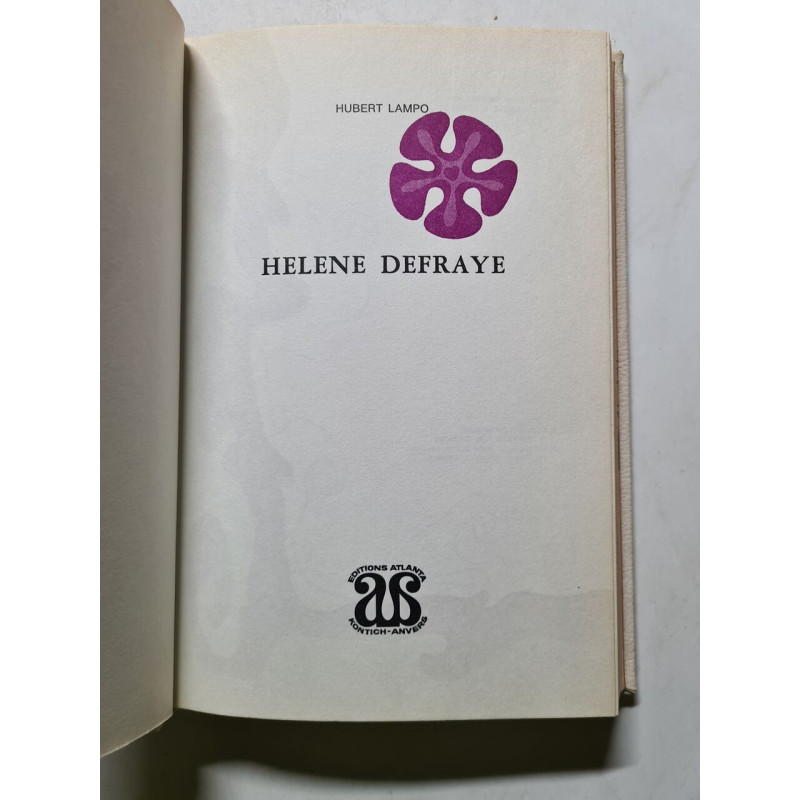 HUBERT LAMPO
HELENE DEFRAYE
EDITIONS ATLANTA
KONTICH-ANVERS